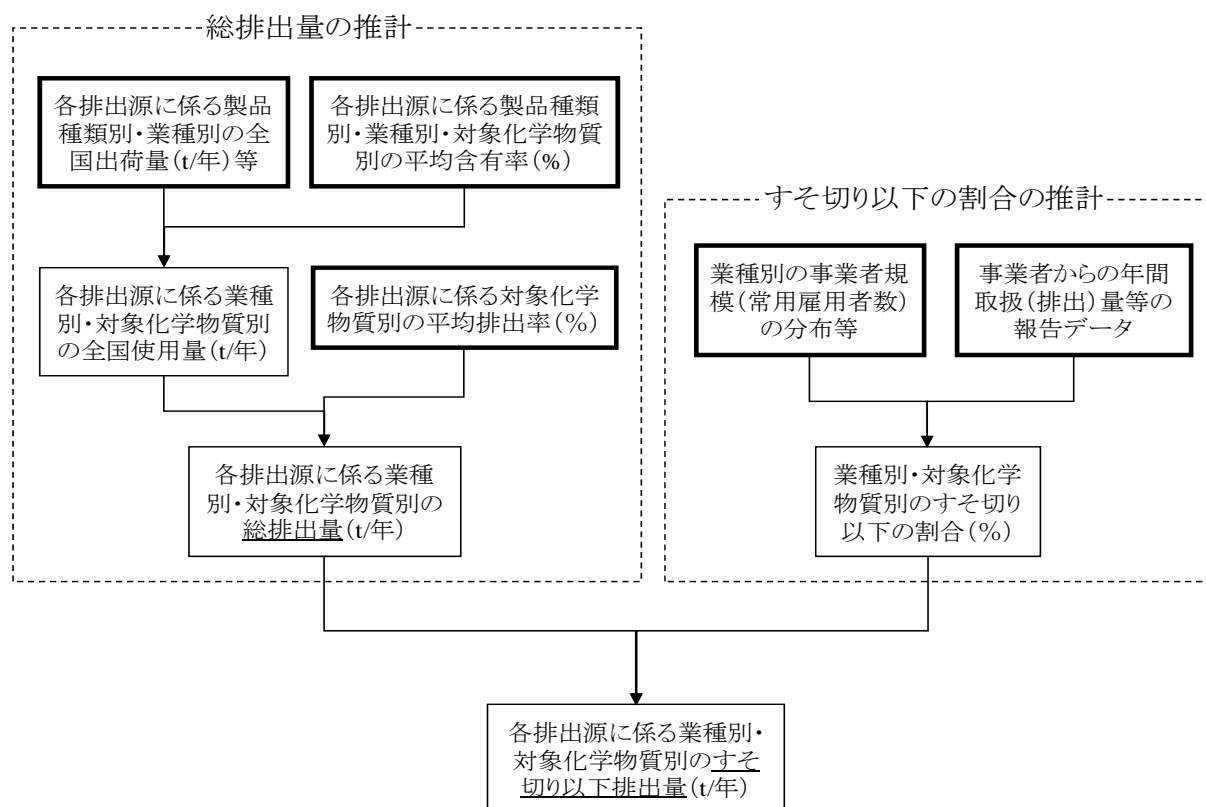 総排出量の推計
各排出源に係る製品
種類別・業種別の全
国出荷量(t/年)等
各排出源に係る製品種類
別・業種別・対象化学物質
別の平均含有率(%)
各排出源に係る業種
別・対象化学物質別
の全国使用量(t/年)
各排出源に係る対象化学
物質別の平均排出率(%)
各排出源に係る業種
別・対象化学物質別の
総排出量(t/年)
すそ切り以下の割合の推計
業種別の事業者規
模(常用雇用者数)
の分布等
事業者からの年間
取扱(排出)量等の
報告データ
業種別・対象化学
物質別のすそ切り
以下の割合(%)
各排出源に係る業種別・
対象化学物質別のすそ
切り以下排出量(t/年)